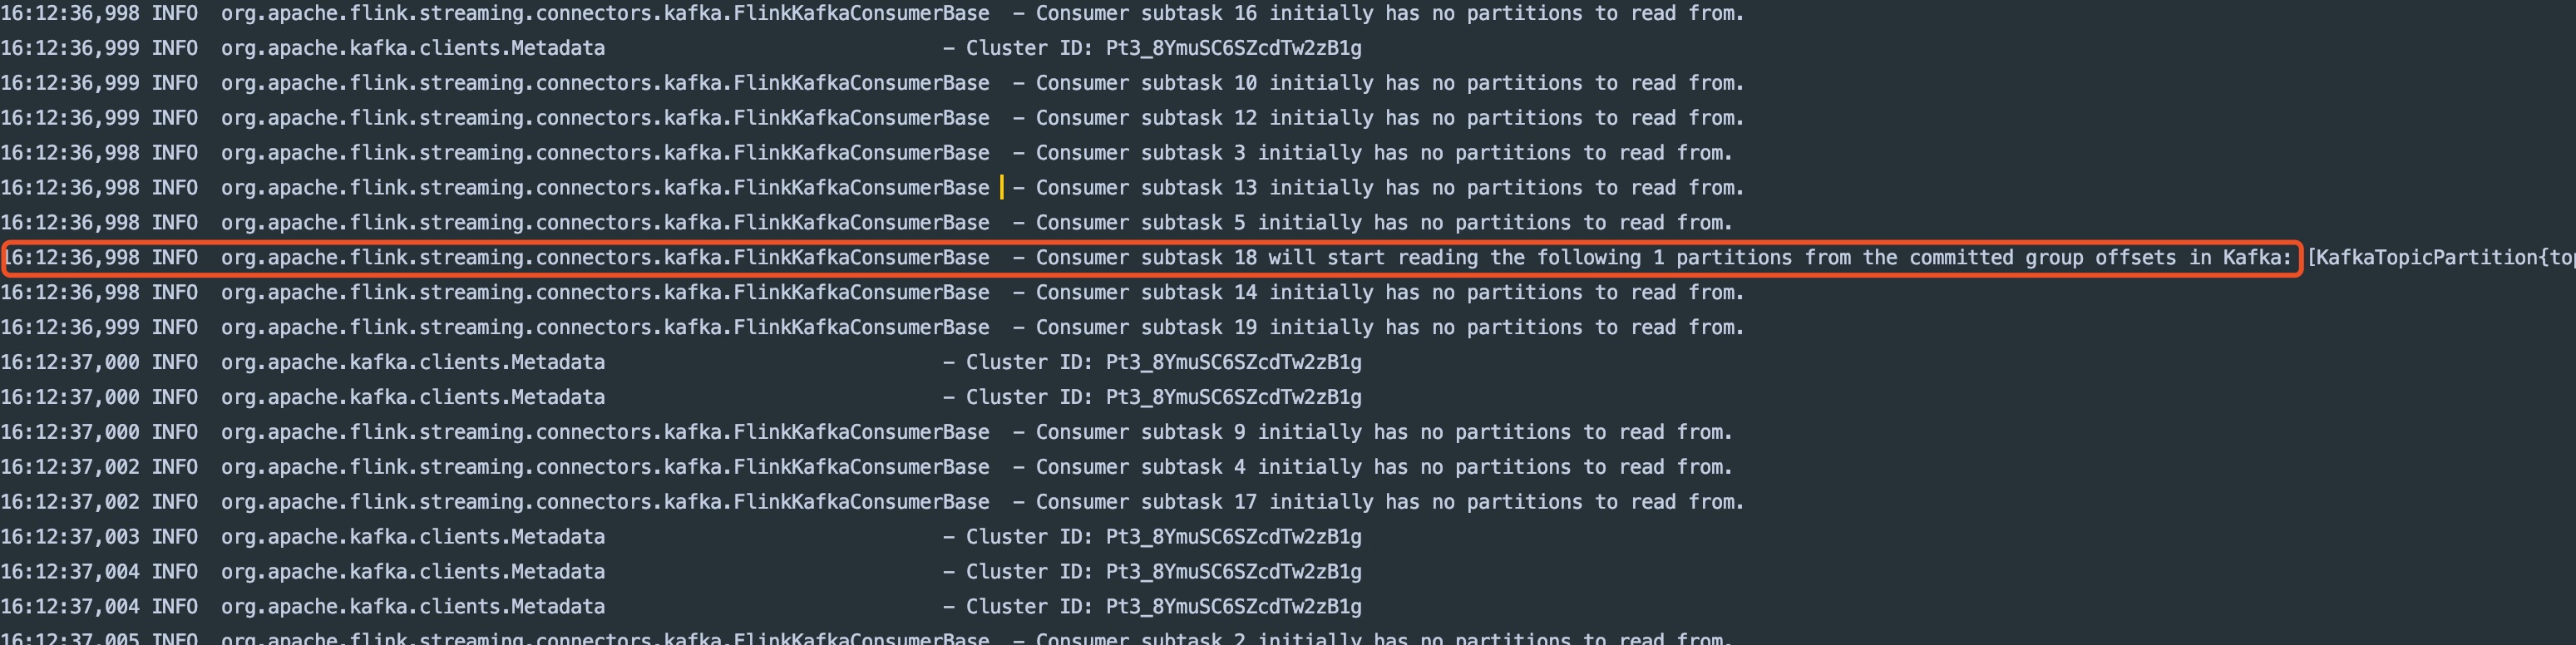 16:12:36,998 INFO  org.apache.flink.streaming.connectors.kafka.FlinkKafkaConsumerBase  - Consumer subtask 16 initially has no partitions to read from.
16:12:36,999 INFO  org.apache.kafka.clients.Metadata                             - Cluster ID: Pt3_8YmuSC6SZcdTw2zB1g
16:12:36,999 INFO  org.apache.flink.streaming.connectors.kafka.FlinkKafkaConsumerBase  - Consumer subtask 10 initially has no partitions to read from.
16:12:36,999 INFO  org.apache.flink.streaming.connectors.kafka.FlinkKafkaConsumerBase  - Consumer subtask 12 initially has no partitions to read from.
16:12:36,998 INFO  org.apache.flink.streaming.connectors.kafka.FlinkKafkaConsumerBase  - Consumer subtask 3 initially has no partitions to read from.
16:12:36,998 INFO  org.apache.flink.streaming.connectors.kafka.FlinkKafkaConsumerBase  - Consumer subtask 13 initially has no partitions to read from.
16:12:36,998 INFO  org.apache.flink.streaming.connectors.kafka.FlinkKafkaConsumerBase  - Consumer subtask 5 initially has no partitions to read from.
16:12:36,998 INFO  org.apache.flink.streaming.connectors.kafka.FlinkKafkaConsumerBase  - Consumer subtask 18 will start reading the following 1 partitions from the committed group offsets in Kafka: [KafkaTopicPartition{top
16:12:36,998 INFO  org.apache.flink.streaming.connectors.kafka.FlinkKafkaConsumerBase  - Consumer subtask 14 initially has no partitions to read from.
16:12:36,999 INFO  org.apache.flink.streaming.connectors.kafka.FlinkKafkaConsumerBase  - Consumer subtask 19 initially has no partitions to read from.
16:12:37,000 INFO  org.apache.kafka.clients.Metadata                             - Cluster ID: Pt3_8YmuSC6SZcdTw2zB1g
16:12:37,000 INFO  org.apache.kafka.clients.Metadata                             - Cluster ID: Pt3_8YmuSC6SZcdTw2zB1g
16:12:37,000 INFO  org.apache.flink.streaming.connectors.kafka.FlinkKafkaConsumerBase  - Consumer subtask 9 initially has no partitions to read from.
16:12:37,002 INFO  org.apache.flink.streaming.connectors.kafka.FlinkKafkaConsumerBase  - Consumer subtask 4 initially has no partitions to read from.
16:12:37,002 INFO  org.apache.flink.streaming.connectors.kafka.FlinkKafkaConsumerBase  - Consumer subtask 17 initially has no partitions to read from.
16:12:37,003 INFO  org.apache.kafka.clients.Metadata                             - Cluster ID: Pt3_8YmuSC6SZcdTw2zB1g
16:12:37,004 INFO  org.apache.kafka.clients.Metadata                             - Cluster ID: Pt3_8YmuSC6SZcdTw2zB1g
16:12:37,004 INFO  org.apache.kafka.clients.Metadata                             - Cluster ID: Pt3_8YmuSC6SZcdTw2zB1g
16:12:37,005 INFO  org.apache.flink.streaming.connectors.kafka.FlinkKafkaConsumerBase  - Consumer subtask 2 initially has no partitions to read from.